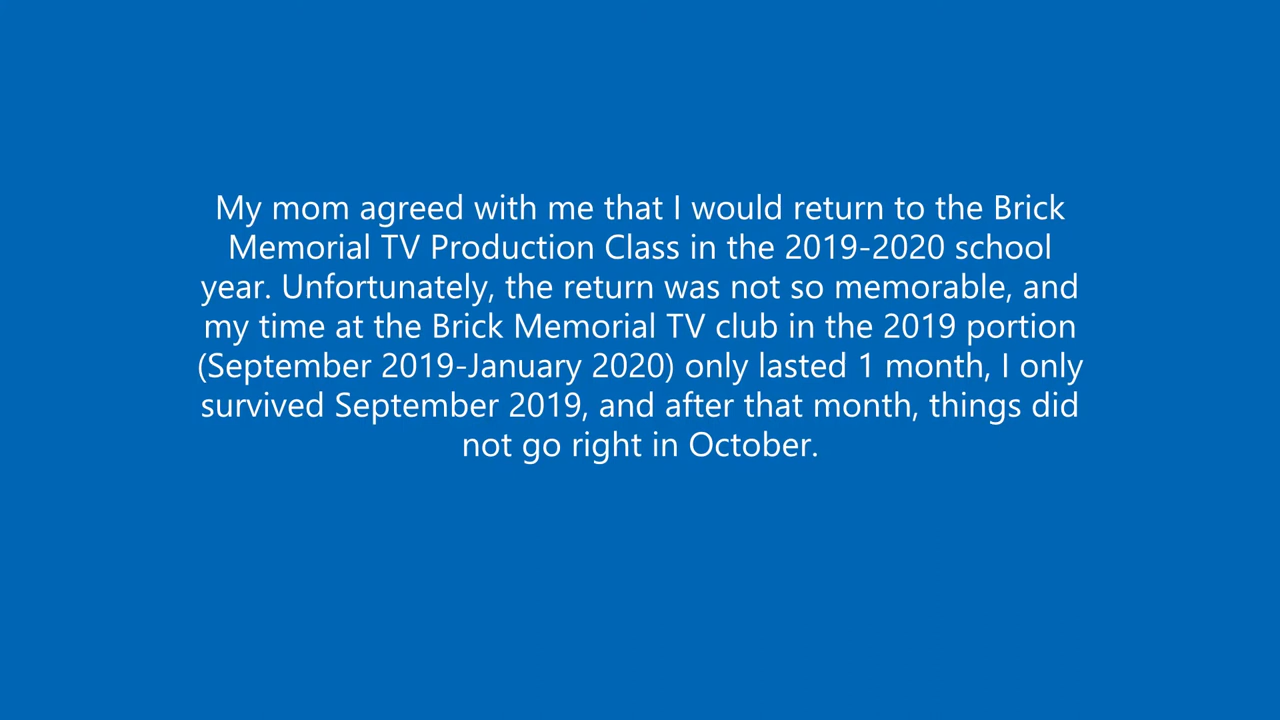 My mom agreed with me that I would return to the Brick
Memorial TV Production Class in the 2019-2020 school
year. Unfortunately, the return was not so memorable, and
my time at the Brick Memorial TV club in the 2019 portion
(September 2019-January 2020) only lasted 1 month, I only
survived September 2019, and after that month, things did
not go right in October.